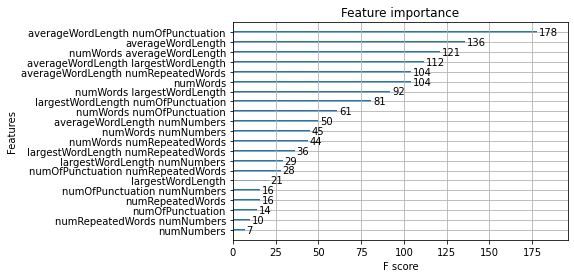 Feature importance
averageWordLength numOfPunctuation 178
averageWordLength 136
numWords averageWordLength 121
averageWordLength largestWordLength 112
averageWordLength numRepeatedWords 104
numWords 104
numWords largestWordLength 92
largestWordLength numOfPunctuation 81
numWords numOfPunctuation 61
averageWordLength numNumbers 50
numWords numNumbers 45
numWords numRepeatedWords 44
largestWordLength numRepeatedWords 36
largestWordLength numNumbers 29
numOfPunctuation numRepeatedWords 28
largestWordLength 21
numOfPunctuation numNumbers 16
numRepeatedWords 16
numOfPunctuation 14
numRepeatedWords numNumbers 10
numNumbers 7
Features
0 25 50 75 100 125 150 175
F score